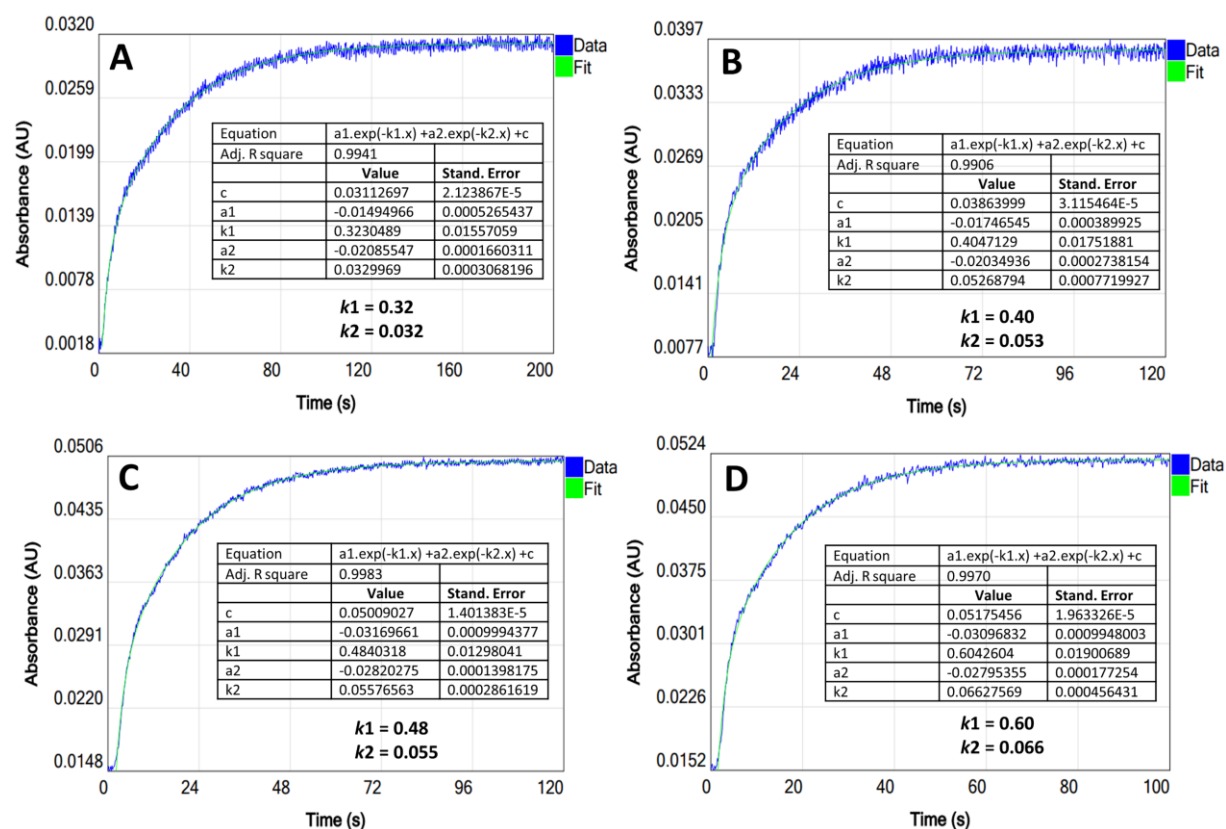 A
Absorbance (AU)
0.0320
0.0259
0.0199
0.0139
0.0078
0.0018
Data
Fit
Equation a1.exp(-k1.x) +a2.exp(-k2.x) +c
Adj. R square 0.9941
Value Stand. Error
c 0.03112697 2.123867E-5
a1 -0.01494966 0.0005265437
k1 0.3230489 0.01557059
a2 -0.02085547 0.0001660311
k2 0.0329969 0.0003068196
k1 = 0.32
k2 = 0.032
0 40 80 120 160 200
Time (s)
B
Absorbance (AU)
0.0397
0.0333
0.0269
0.0205
0.0141
0.0077
Data
Fit
Equation a1.exp(-k1.x) +a2.exp(-k2.x) +c
Adj. R square 0.9906
Value Stand. Error
c 0.03863999 3.115464E-5
a1 -0.01746545 0.000389925
k1 0.4047129 0.01751881
a2 -0.02034936 0.0002738154
k2 0.05268794 0.0007719927
k1 = 0.40
k2 = 0.053
0 24 48 72 96 120
Time (s)
C
Absorbance (AU)
0.0506
0.0435
0.0363
0.0291
0.0220
0.0148
Data
Fit
Equation a1.exp(-k1.x) +a2.exp(-k2.x) +c
Adj. R square 0.9983
Value Stand. Error
c 0.05009027 1.401383E-5
a1 -0.03169661 0.0009994377
k1 0.4840318 0.01298041
a2 -0.02820275 0.0001398175
k2 0.05576563 0.0002861619
k1 = 0.48
k2 = 0.055
0 24 48 72 96 120
Time (s)
D
Absorbance (AU)
0.0524
0.0450
0.0375
0.0301
0.0226
0.0152
Data
Fit
Equation a1.exp(-k1.x) +a2.exp(-k2.x) +c
Adj. R square 0.9970
Value Stand. Error
c 0.05175456 1.963326E-5
a1 -0.03096832 0.0009948003
k1 0.6042604 0.01900689
a2 -0.02795355 0.000177254
k2 0.06627569 0.000456431
k1 = 0.60
k2 = 0.066
0 20 40 60 80 100
Time (s)